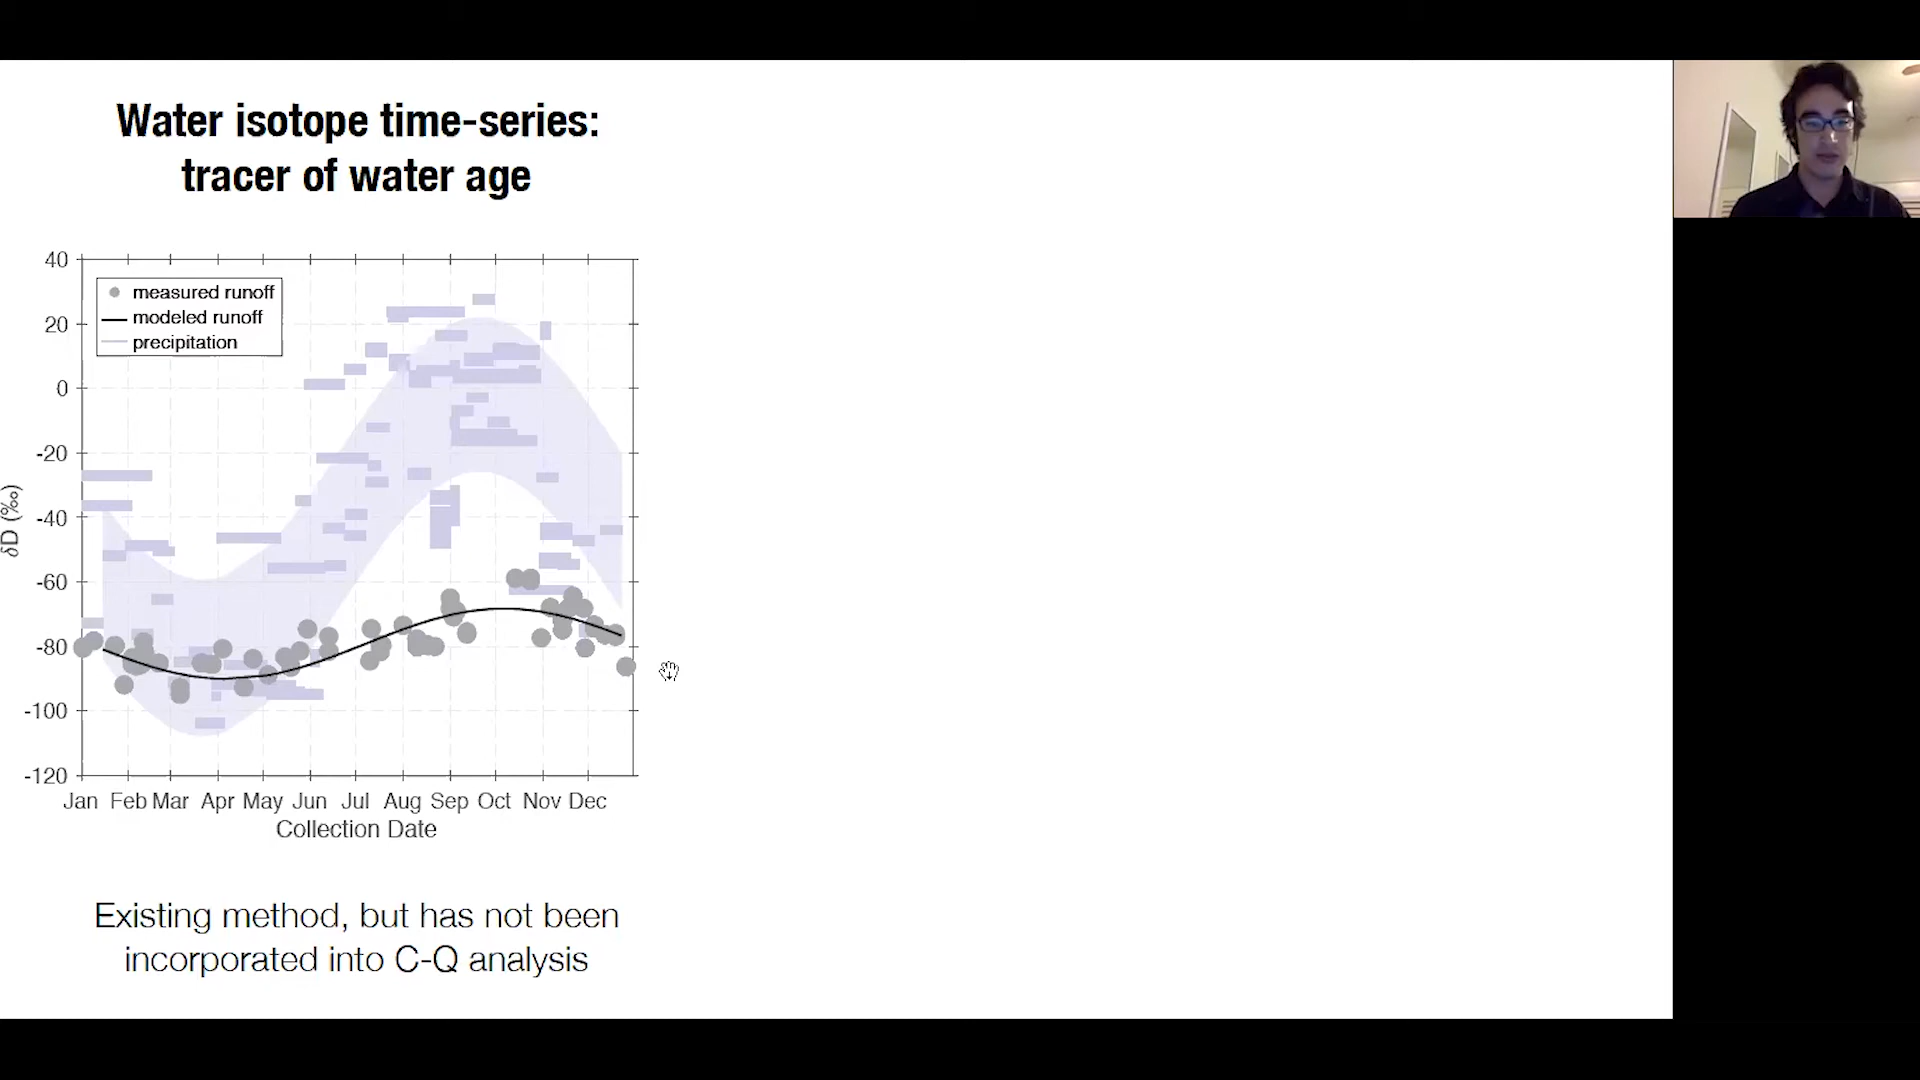 Water isotope time-series:
tracer of water age
40
20
0
-20
-40
-60
-80
-100
-120
δD (‰)
measured runoff
modeled runoff
precipitation
Jan Feb Mar Apr May Jun Jul Aug Sep Oct Nov Dec
Collection Date
Existing method, but has not been
incorporated into C-Q analysis